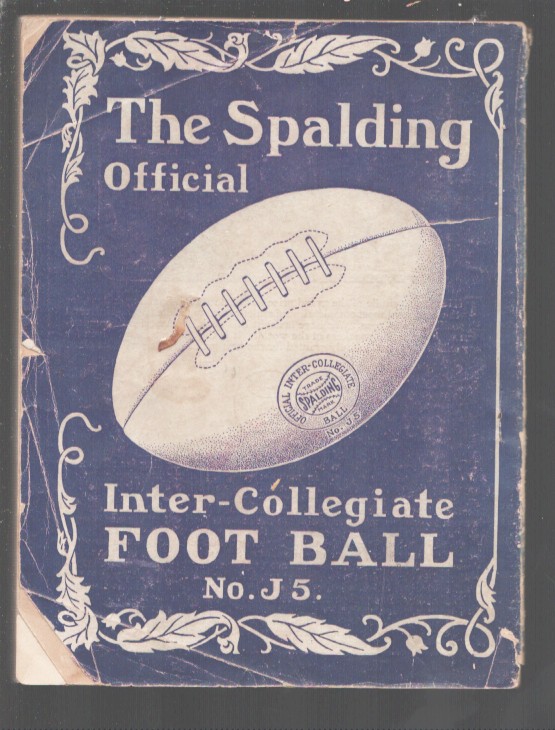 The Spalding
Official
OFFICIAL INTER-COLLEGIATE
TRADE
SPALDING
MARK
BALL
No. J5
Inter-Collegiate
FOOT BALL
No. J 5.